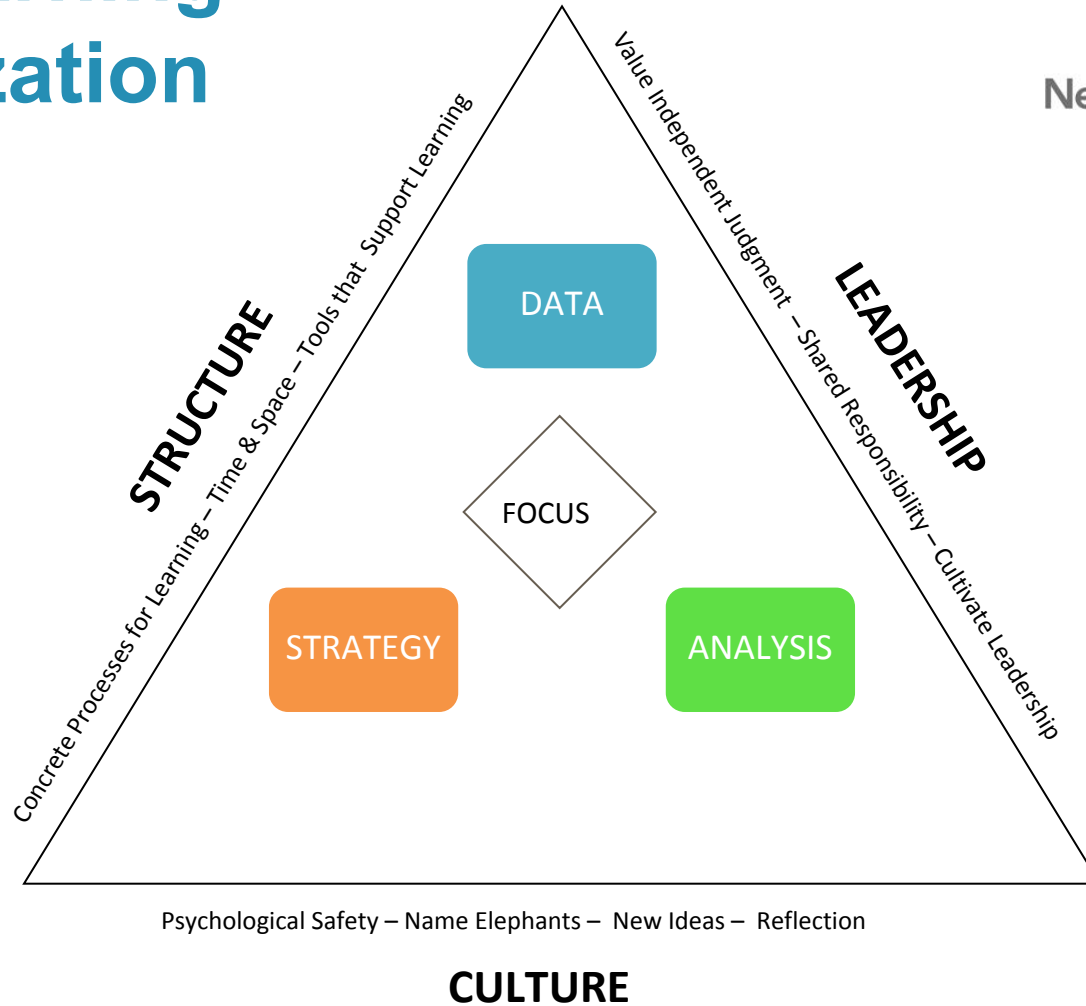 zation
STRUCTURE
Concrete Processes for Learning – Time & Space – Tools that Support Learning
Value Independent Judgment – Shared Responsibility – Cultivate Leadership
LEADERSHIP
DATA
FOCUS
STRATEGY
ANALYSIS
Psychological Safety – Name Elephants – New Ideas – Reflection
CULTURE